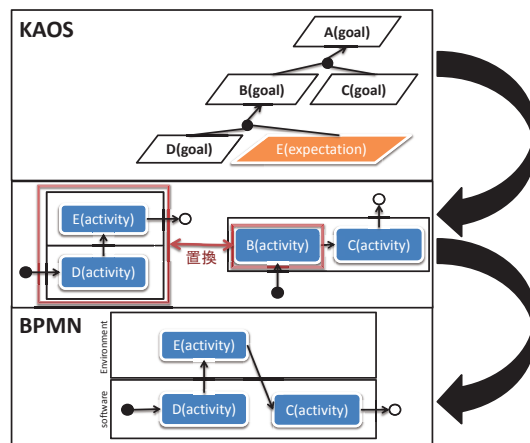 KAOS
A(goal)
B(goal)
C(goal)
D(goal)
E(expectation)
E(activity)
D(activity)
置換
B(activity)
C(activity)
BPMN
Environment
E(activity)
software
D(activity)
C(activity)